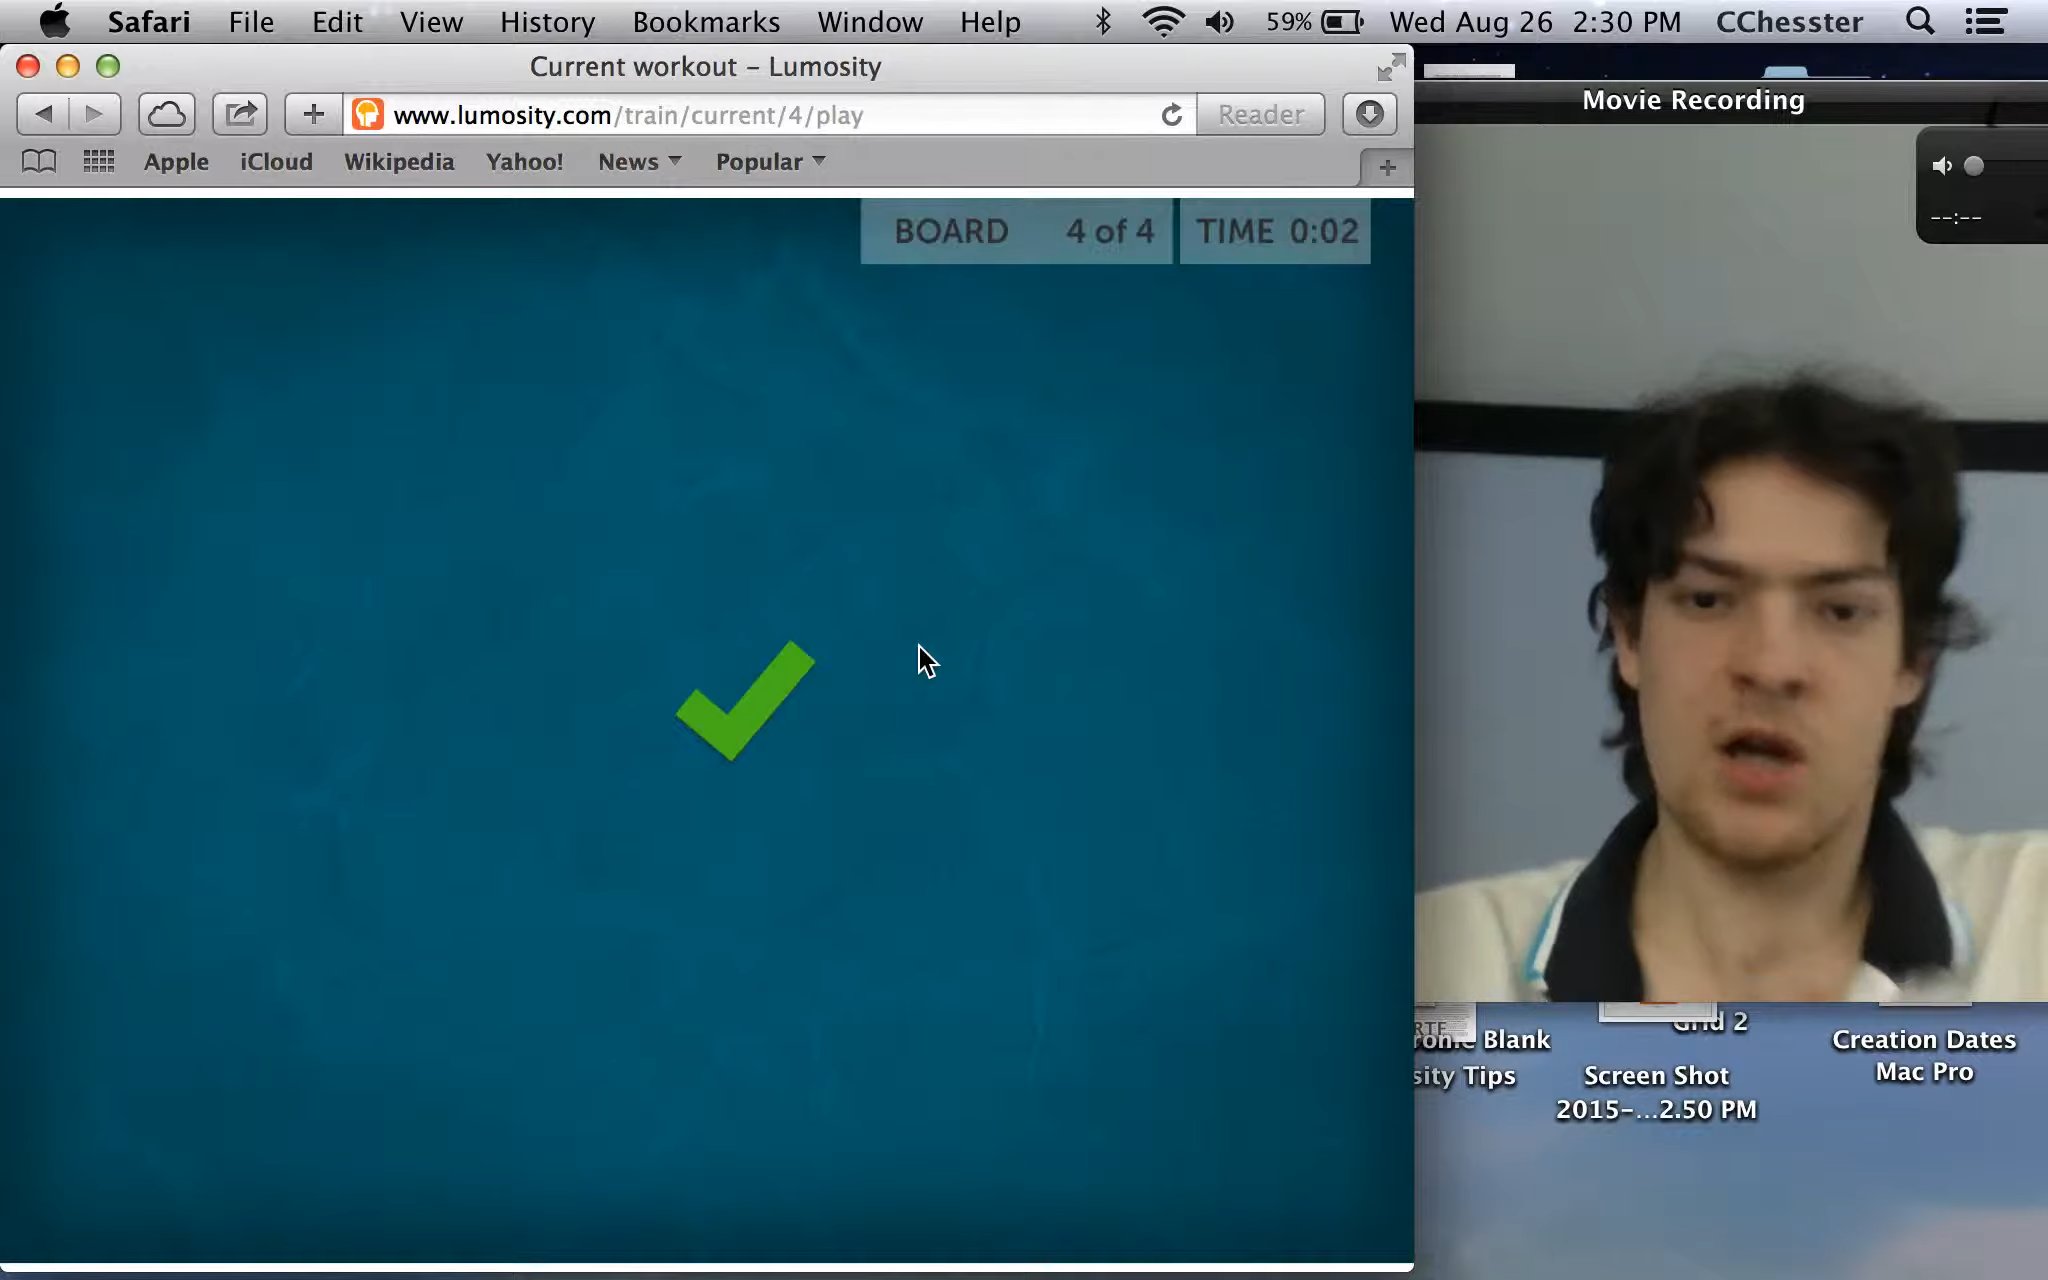 Safari File Edit View History Bookmarks Window Help 59% Wed Aug 26 2:30 PM CChesster
Current workout – Lumosity
www.lumosity.com/train/current/4/play Reader
Apple iCloud Wikipedia Yahoo! News Popular
BOARD 4 of 4 TIME 0:02
Movie Recording
--:--
Grid 2
Blank
Tips
Screen Shot
2015-...2.50 PM
Creation Dates
Mac Pro